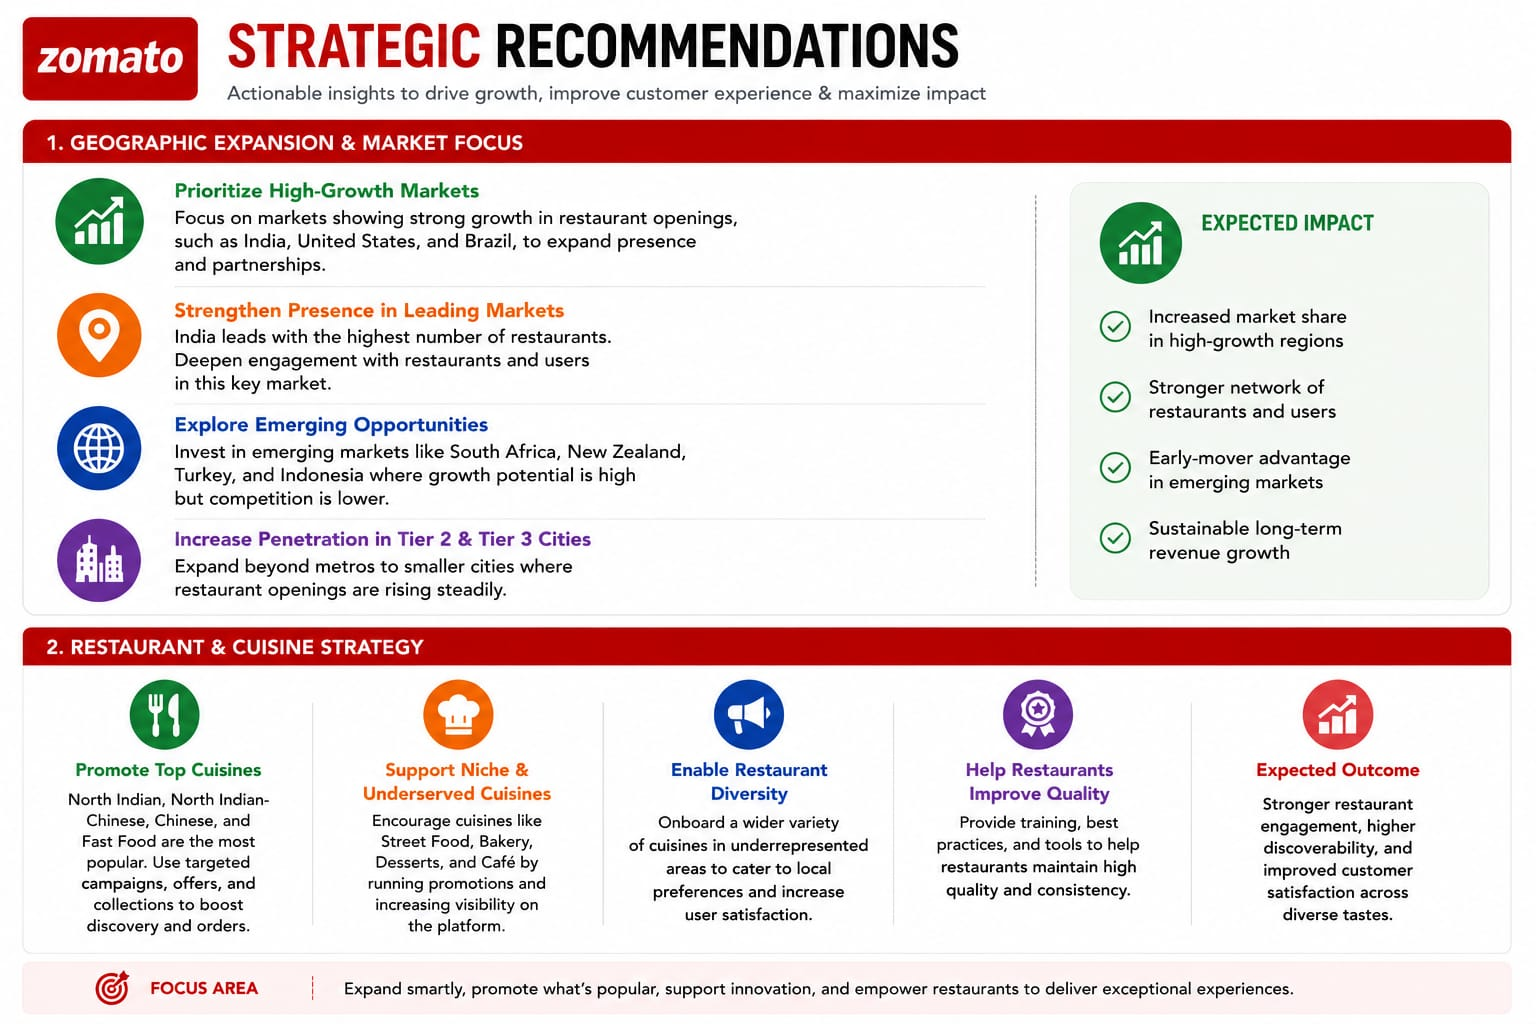 zomato
STRATEGIC RECOMMENDATIONS
Actionable insights to drive growth, improve customer experience & maximize impact
1. GEOGRAPHIC EXPANSION & MARKET FOCUS
Prioritize High-Growth Markets
Focus on markets showing strong growth in restaurant openings,
such as India, United States, and Brazil, to expand presence
and partnerships.
Strengthen Presence in Leading Markets
India leads with the highest number of restaurants.
Deepen engagement with restaurants and users
in this key market.
Explore Emerging Opportunities
Invest in emerging markets like South Africa, New Zealand,
Turkey, and Indonesia where growth potential is high
but competition is lower.
Increase Penetration in Tier 2 & Tier 3 Cities
Expand beyond metros to smaller cities where
restaurant openings are rising steadily.
EXPECTED IMPACT
Increased market share
in high-growth regions
Stronger network of
restaurants and users
Early-mover advantage
in emerging markets
Sustainable long-term
revenue growth
2. RESTAURANT & CUISINE STRATEGY
Promote Top Cuisines
North Indian, North Indian-
Chinese, Chinese, and
Fast Food are the most
popular. Use targeted
campaigns, offers, and
collections to boost
discovery and orders.
Support Niche &
Underserved Cuisines
Encourage cuisines like
Street Food, Bakery,
Desserts, and Café by
running promotions and
increasing visibility on
the platform.
Enable Restaurant
Diversity
Onboard a wider variety
of cuisines in underrepresented
areas to cater to local
preferences and increase
user satisfaction.
Help Restaurants
Improve Quality
Provide training, best
practices, and tools to help
restaurants maintain high
quality and consistency.
Expected Outcome
Stronger restaurant
engagement, higher
discoverability, and
improved customer
satisfaction across
diverse tastes.
FOCUS AREA
Expand smartly, promote what's popular, support innovation, and empower restaurants to deliver exceptional experiences.